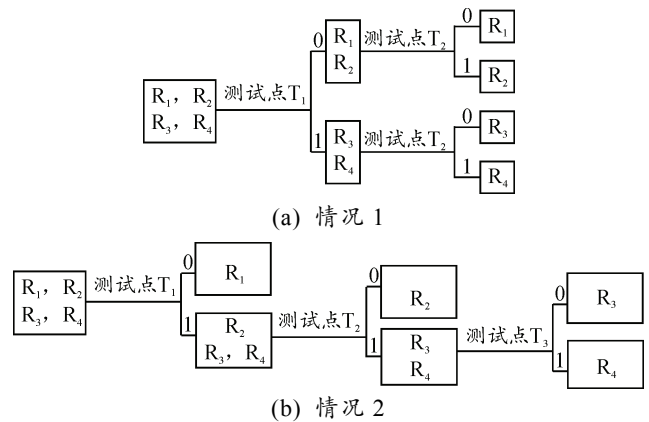 R₁，R₂
R₃，R₄
测试点T₁
0
R₁
R₂
测试点T₂
0
R₁
1
R₂
1
R₃
R₄
测试点T₂
0
R₃
1
R₄
(a) 情况 1
R₁，R₂
R₃，R₄
测试点T₁
0
R₁
1
R₂
R₃，R₄
测试点T₂
0
R₂
1
R₃
R₄
测试点T₃
0
R₃
1
R₄
(b) 情况 2